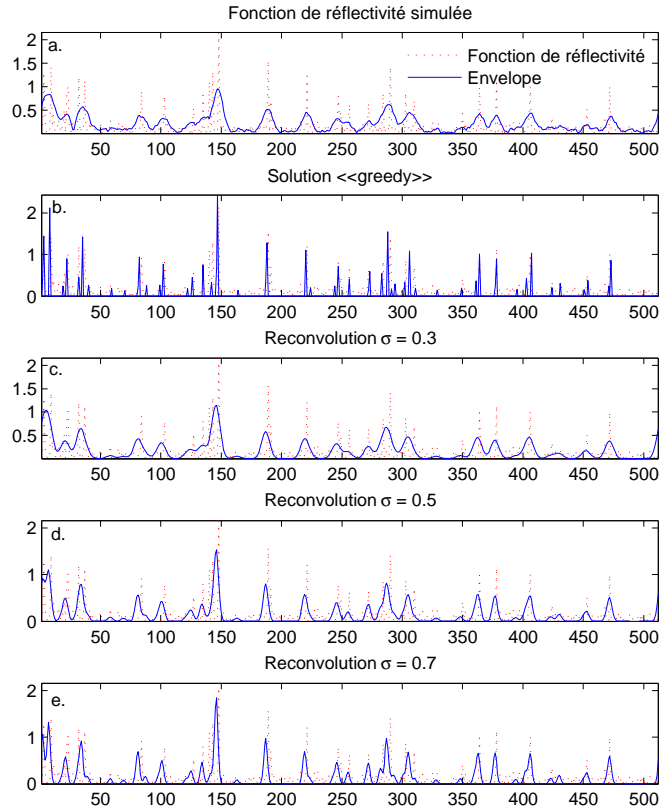 Fonction de réflectivité simulée
a.
Fonction de réflectivité
Envelope
2
1.5
1
0.5
50 100 150 200 250 300 350 400 450 500
Solution <<greedy>>
b.
2
1
0
50 100 150 200 250 300 350 400 450 500
Reconvolution σ = 0.3
c.
2
1.5
1
0.5
50 100 150 200 250 300 350 400 450 500
Reconvolution σ = 0.5
d.
2
1
0
50 100 150 200 250 300 350 400 450 500
Reconvolution σ = 0.7
e.
2
1
0
50 100 150 200 250 300 350 400 450 500